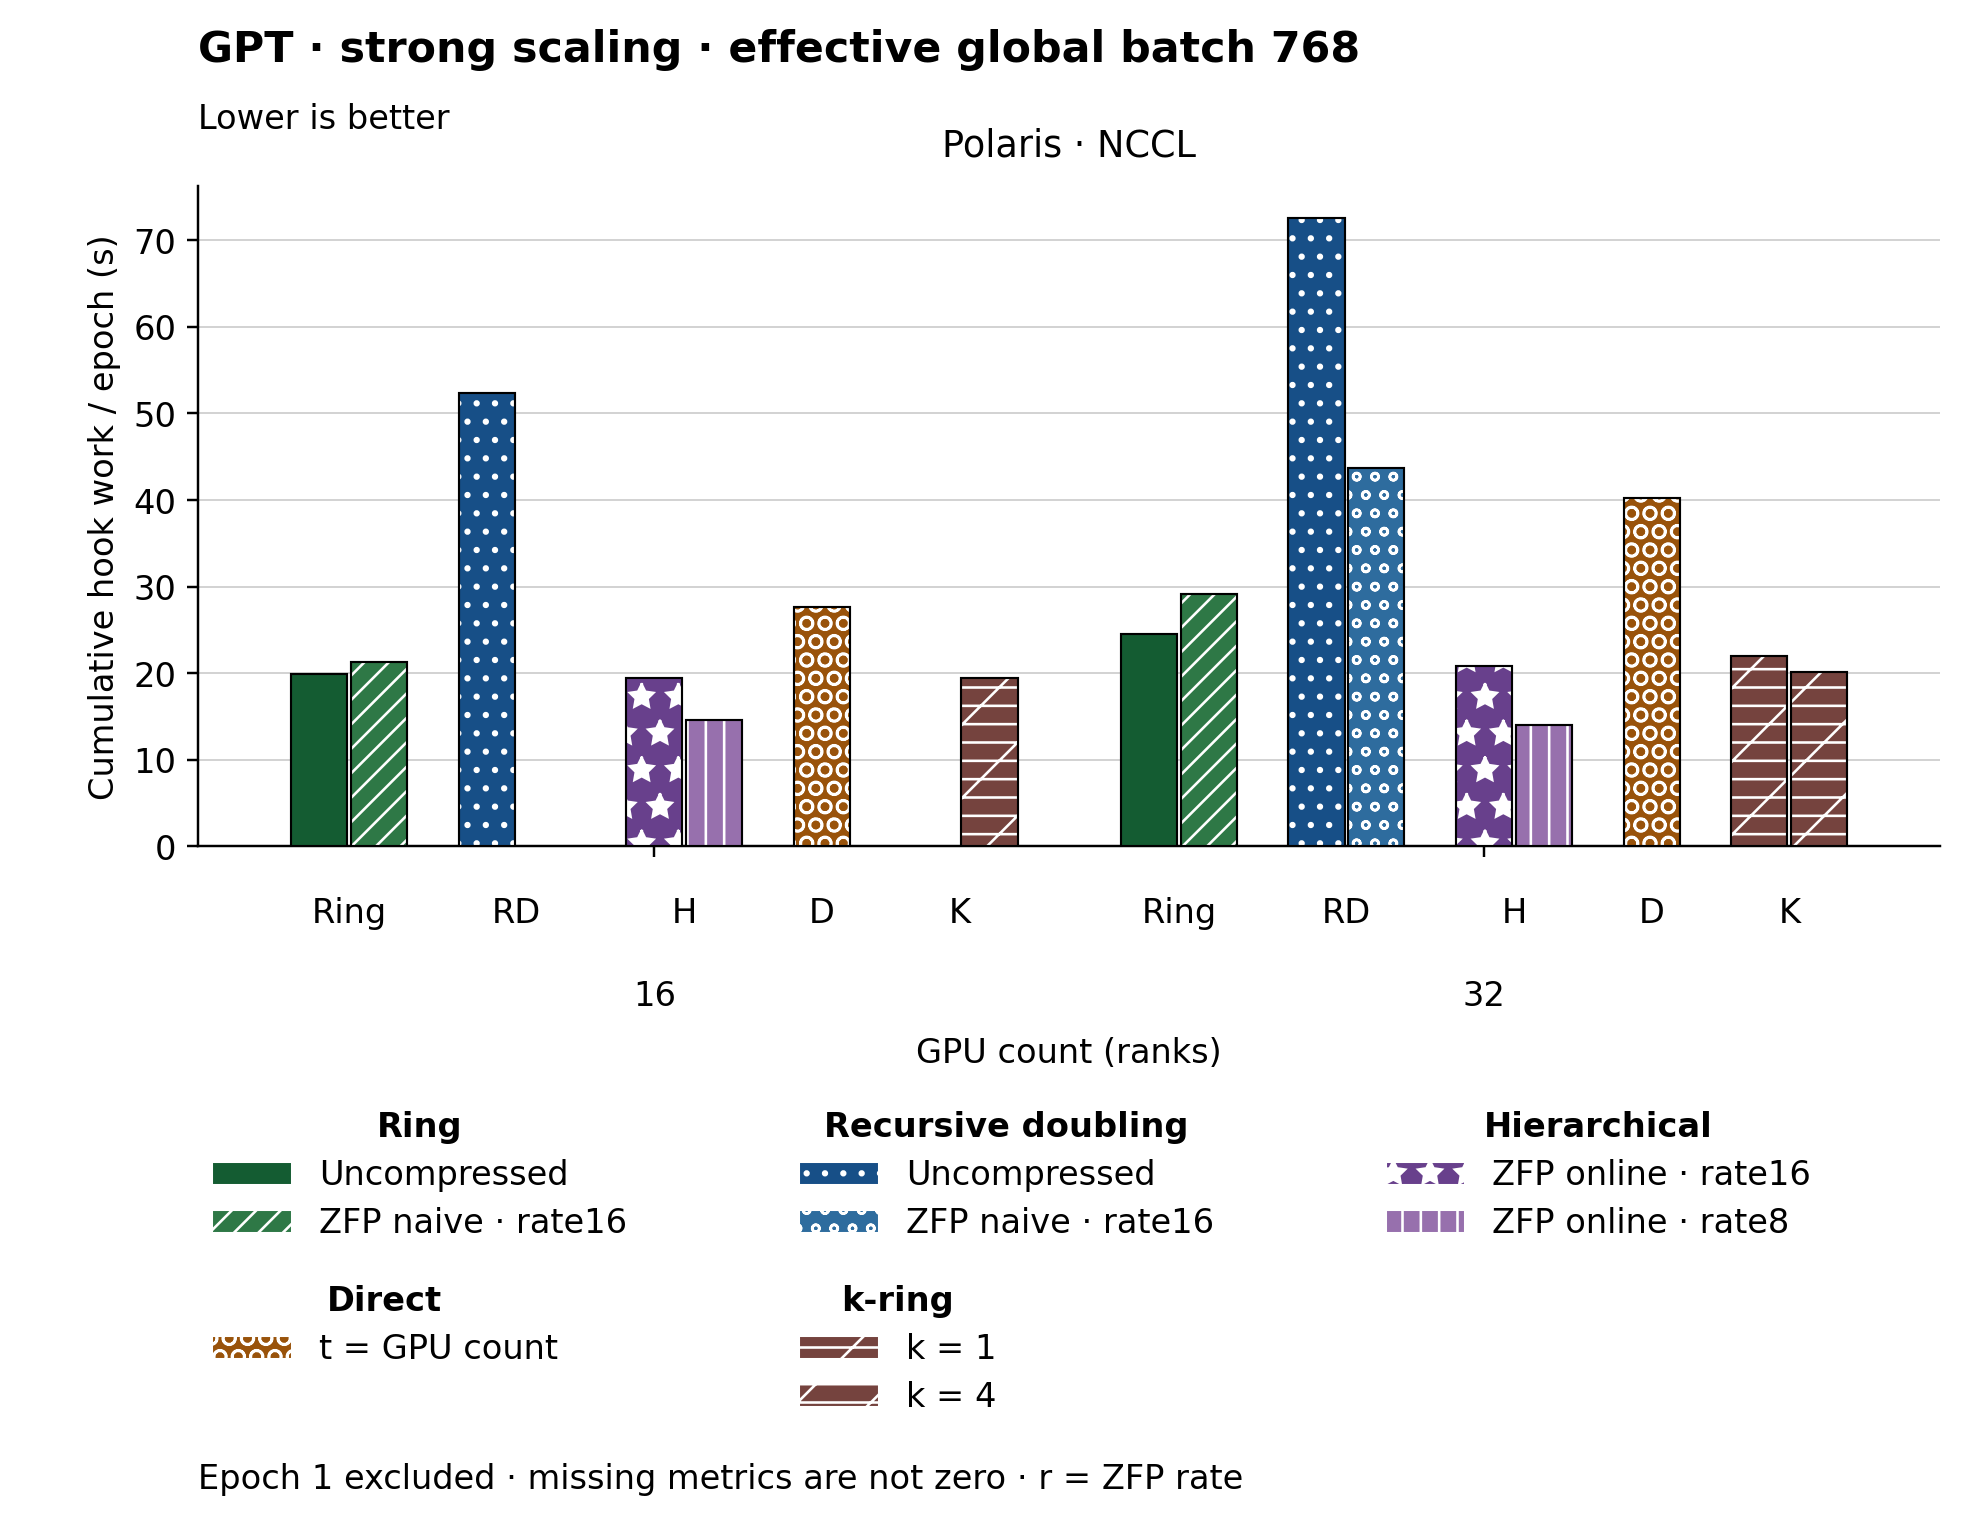 GPT · strong scaling · effective global batch 768
Lower is better
Polaris · NCCL
Cumulative hook work / epoch (s)
70
60
50
40
30
20
10
0
Ring RD H D K Ring RD H D K
16 32
GPU count (ranks)
Ring Recursive doubling Hierarchical
Uncompressed Uncompressed ZFP online · rate16
ZFP naive · rate16 ZFP naive · rate16 ZFP online · rate8
Direct k-ring
t = GPU count k = 1
k = 4
Epoch 1 excluded · missing metrics are not zero · r = ZFP rate